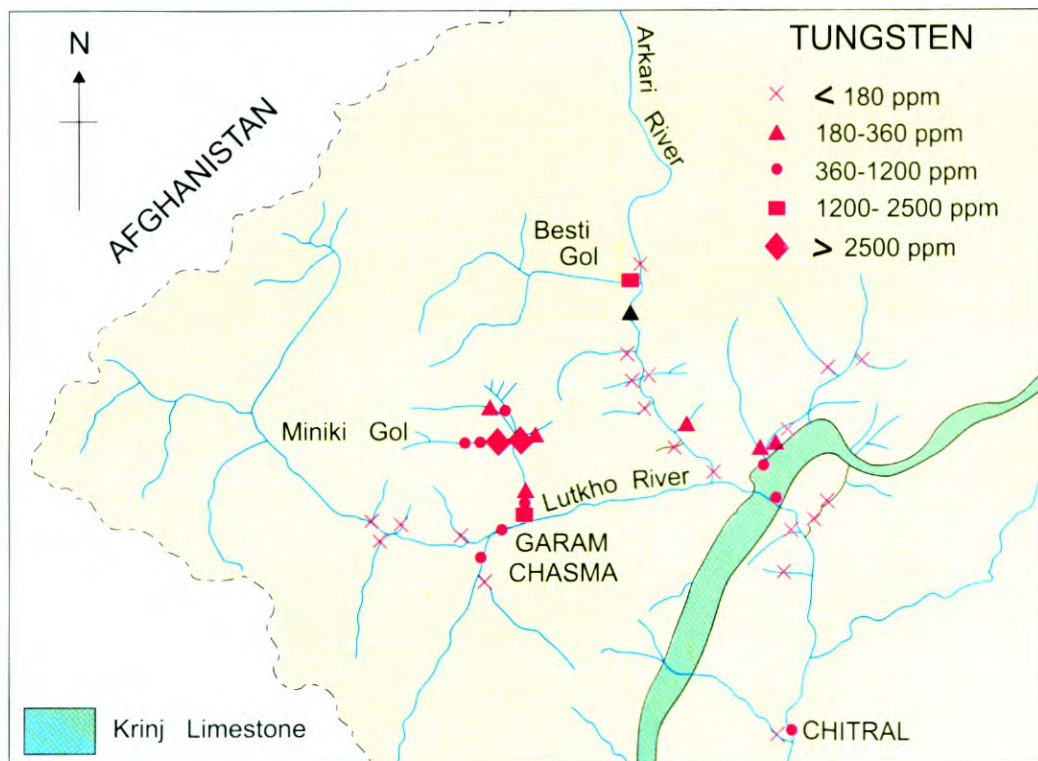 N
TUNGSTEN
< 180 ppm
180-360 ppm
360-1200 ppm
1200- 2500 ppm
> 2500 ppm
Arkari River
AFGHANISTAN
Besti
Gol
Miniki Gol
Lutkho River
GARAM
CHASMA
Krinj Limestone
CHITRAL